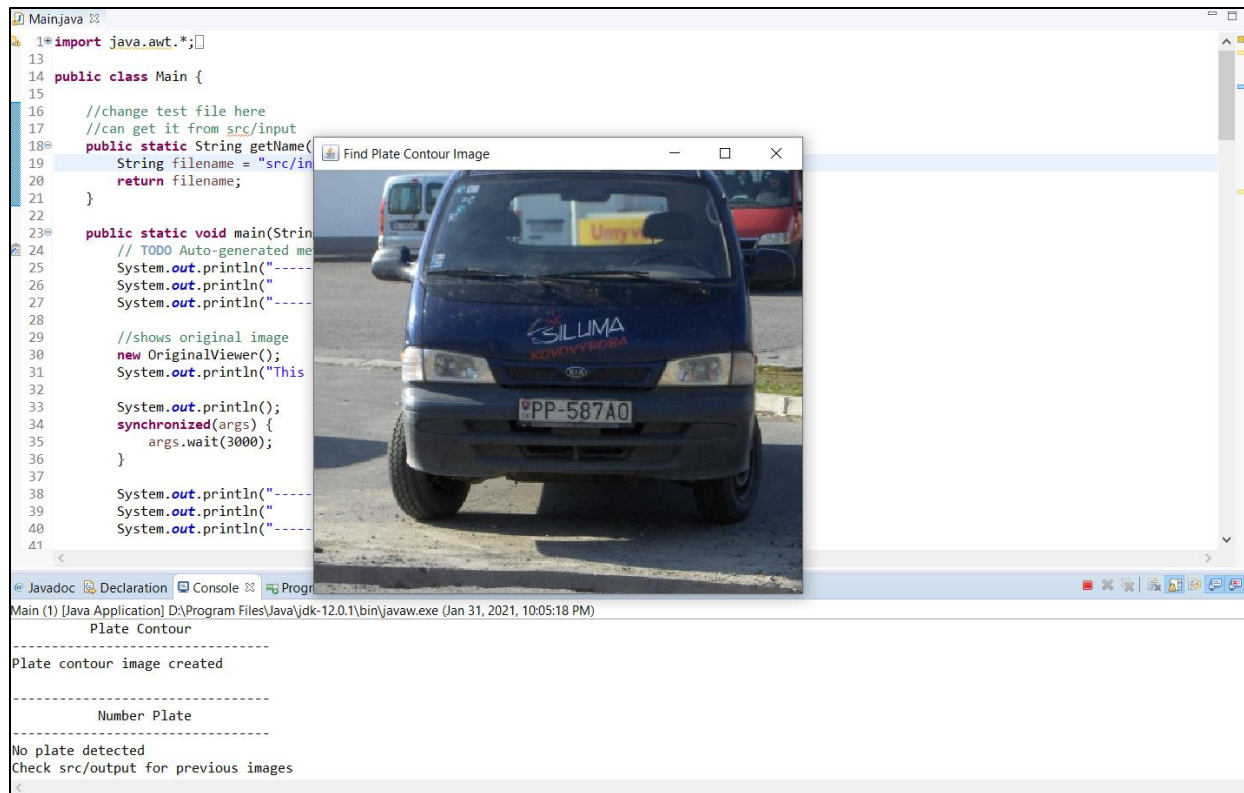 Main.java
1 import java.awt.*;
13
14 public class Main {
15
16 //change test file here
17 //can get it from src/input
18 public static String getName(
19 String filename = "src/in
20 return filename;
21 }
22
23 public static void main(Strin
24 // TODO Auto-generated me
25 System.out.println("-----
26 System.out.println("
27 System.out.println("-----
28
29 //shows original image
30 new OriginalViewer();
31 System.out.println("This
32
33 System.out.println();
34 synchronized(args) {
35 args.wait(3000);
36 }
37
38 System.out.println("-----
39 System.out.println("
40 System.out.println("-----
41
Find Plate Contour Image
Umyv
SILUMA
KOVOVÝROBA
KIA
PP-587AO
@ Javadoc Declaration Console Progr
Main (1) [Java Application] D:\Program Files\Java\jdk-12.0.1\bin\javaw.exe (Jan 31, 2021, 10:05:18 PM)
Plate Contour
---------------------------------
Plate contour image created
---------------------------------
Number Plate
---------------------------------
No plate detected
Check src/output for previous images